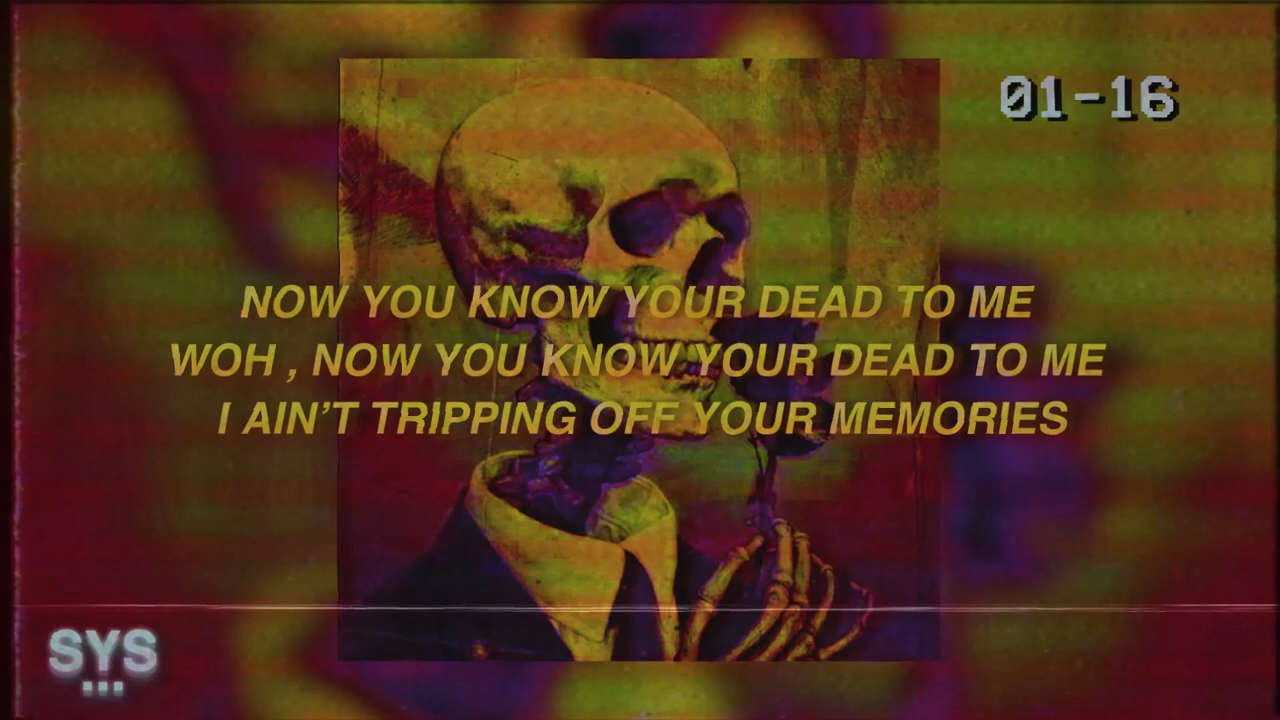 01-16
NOW YOU KNOW YOUR DEAD TO ME
WOH , NOW YOU KNOW YOUR DEAD TO ME
I AIN’T TRIPPING OFF YOUR MEMORIES
SYS
...